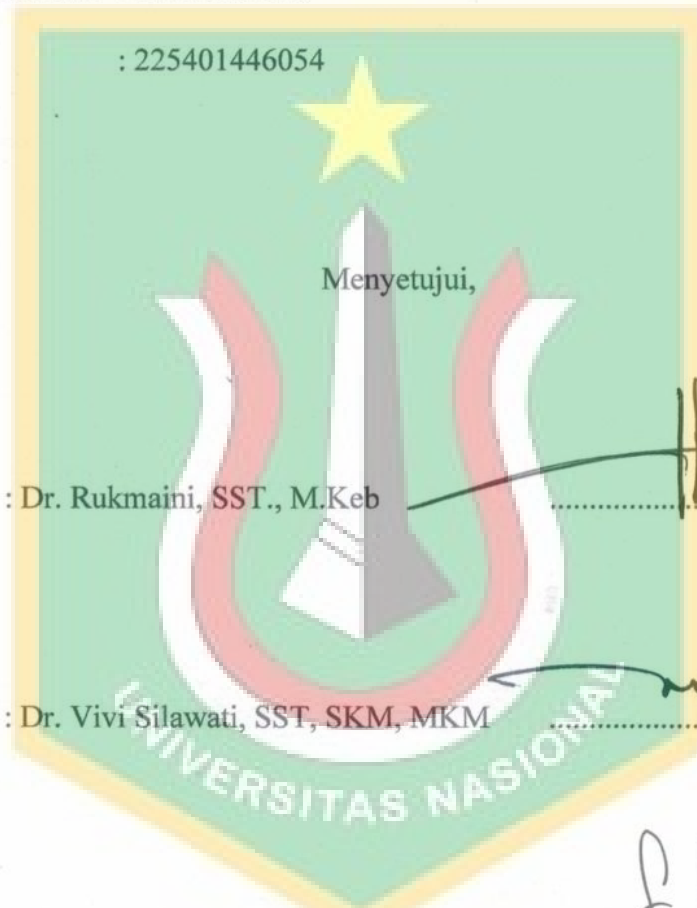 : 225401446054
Menyetujui,
: Dr. Rukmaini, SST., M.Keb ....................
: Dr. Vivi Silawati, SST, SKM, MKM ....................
UNIVERSITAS NASIONAL